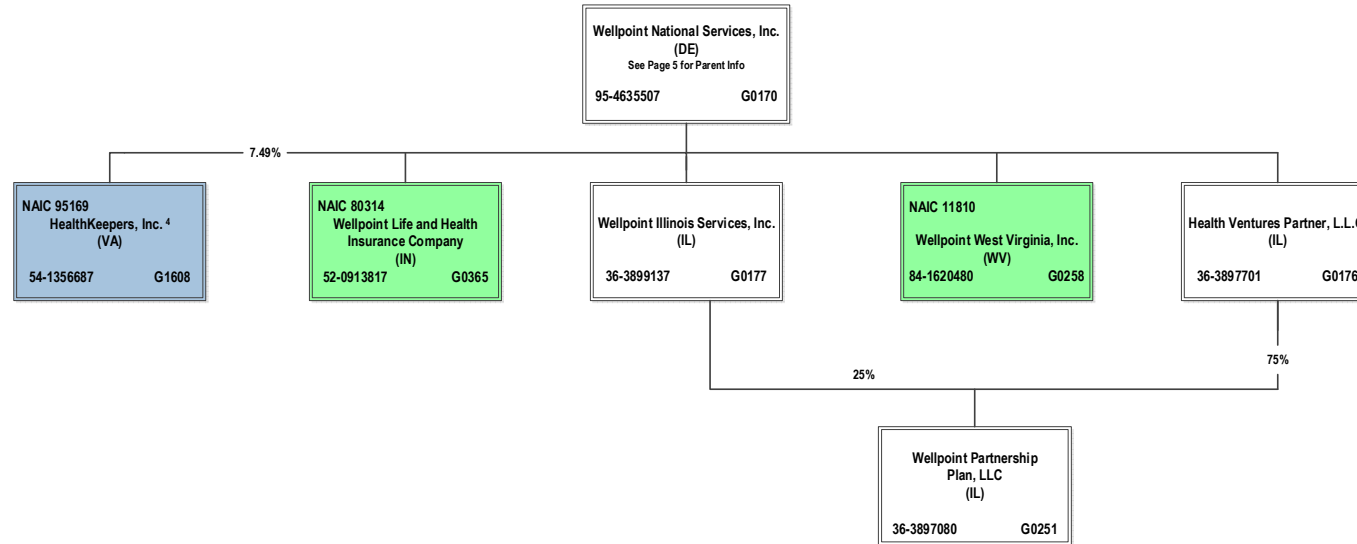 Wellpoint National Services, Inc.
(DE)
See Page 5 for Parent Info
95-4635507 G0170
7.49%
NAIC 95169
HealthKeepers, Inc. ⁴
(VA)
54-1356687 G1608
NAIC 80314
Wellpoint Life and Health
Insurance Company
(IN)
52-0913817 G0365
Wellpoint Illinois Services, Inc.
(IL)
36-3899137 G0177
NAIC 11810
Wellpoint West Virginia, Inc.
(WV)
84-1620480 G0258
Health Ventures Partner, L.L.C
(IL)
36-3897701 G0176
25%
75%
Wellpoint Partnership
Plan, LLC
(IL)
36-3897080 G0251